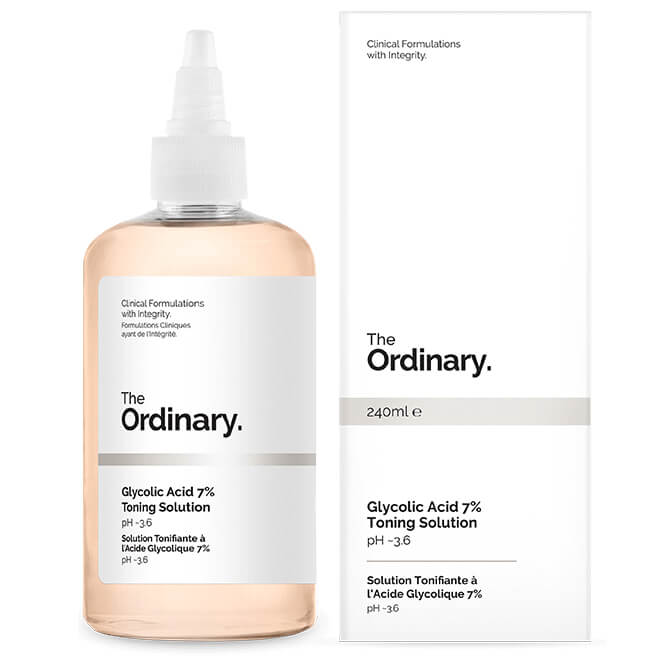 Clinical Formulations
with Integrity.
Formulations Cliniques
ayant de l'Intégrité.
The
Ordinary.
Glycolic Acid 7%
Toning Solution
pH ~3.6
Solution Tonifiante à
l'Acide Glycolique 7%
pH ~3.6
Clinical Formulations
with Integrity.
The
Ordinary.
240ml ℮
Glycolic Acid 7%
Toning Solution
pH ~3.6
Solution Tonifiante à
l'Acide Glycolique 7%
pH ~3.6